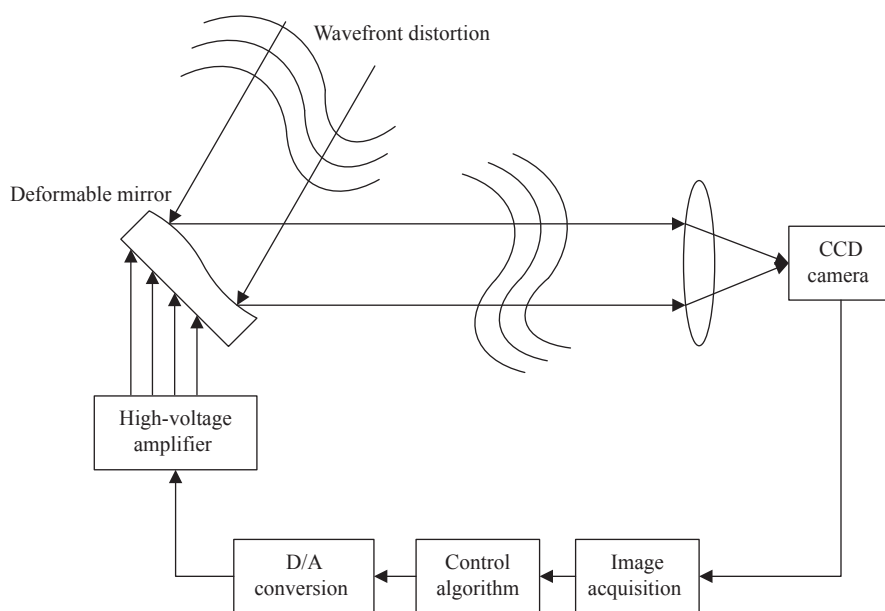 Wavefront distortion
Deformable mirror
CCD
camera
High-voltage
amplifier
D/A
conversion
Control
algorithm
Image
acquisition